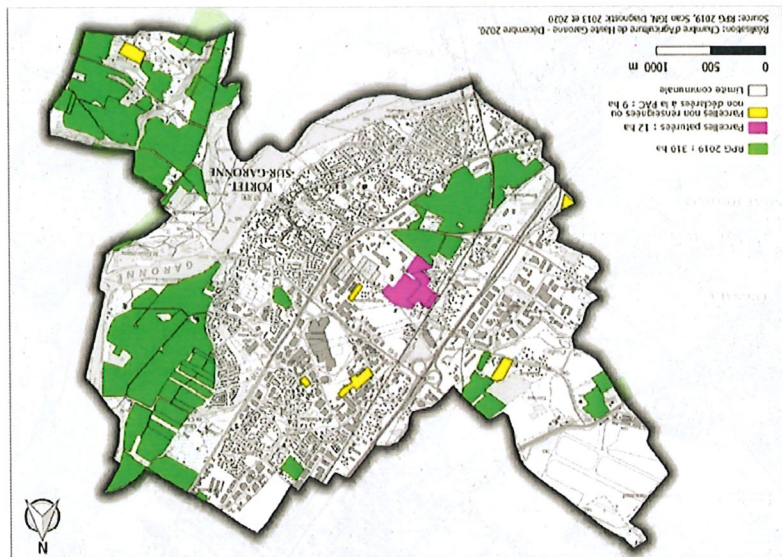 N
GARONNE
PORTET
-SUR-GARONNE
RPG 2019 : 310 ha
Parcelles paturées : 12 ha
Parcelles non renseignées ou
non déclarées à la PAC : 9 ha
Limite communale
0 500 1000 m
Réalisation: Chambre d'Agriculture de Haute Garonne - Décembre 2020.
Source: RPG 2019, Scan IGN, Diagnostic 2013 et 2020